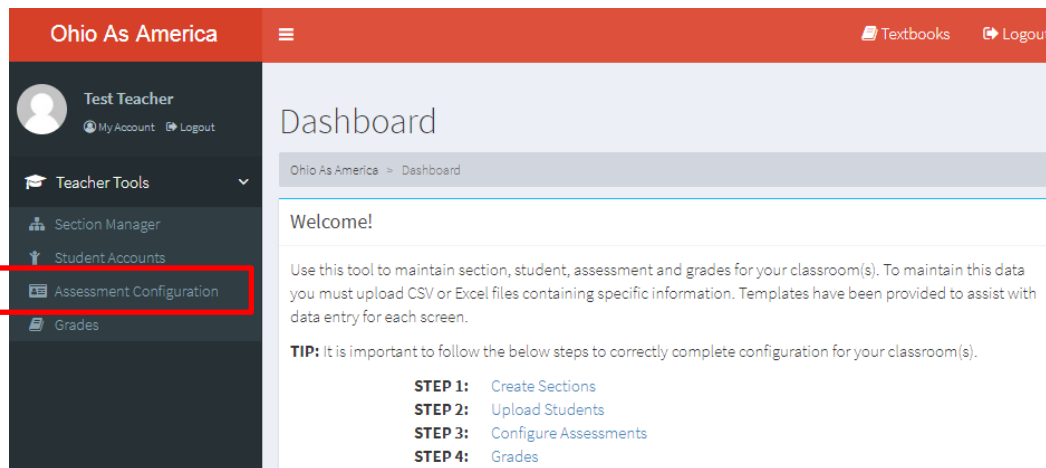 Ohio As America
Textbooks
Logout
Test Teacher
My Account Logout
Teacher Tools
Section Manager
Student Accounts
Assessment Configuration
Grades
Dashboard
Ohio As America > Dashboard
Welcome!
Use this tool to maintain section, student, assessment and grades for your classroom(s). To maintain this data
you must upload CSV or Excel files containing specific information. Templates have been provided to assist with
data entry for each screen.
TIP: It is important to follow the below steps to correctly complete configuration for your classroom(s).
STEP 1: Create Sections
STEP 2: Upload Students
STEP 3: Configure Assessments
STEP 4: Grades